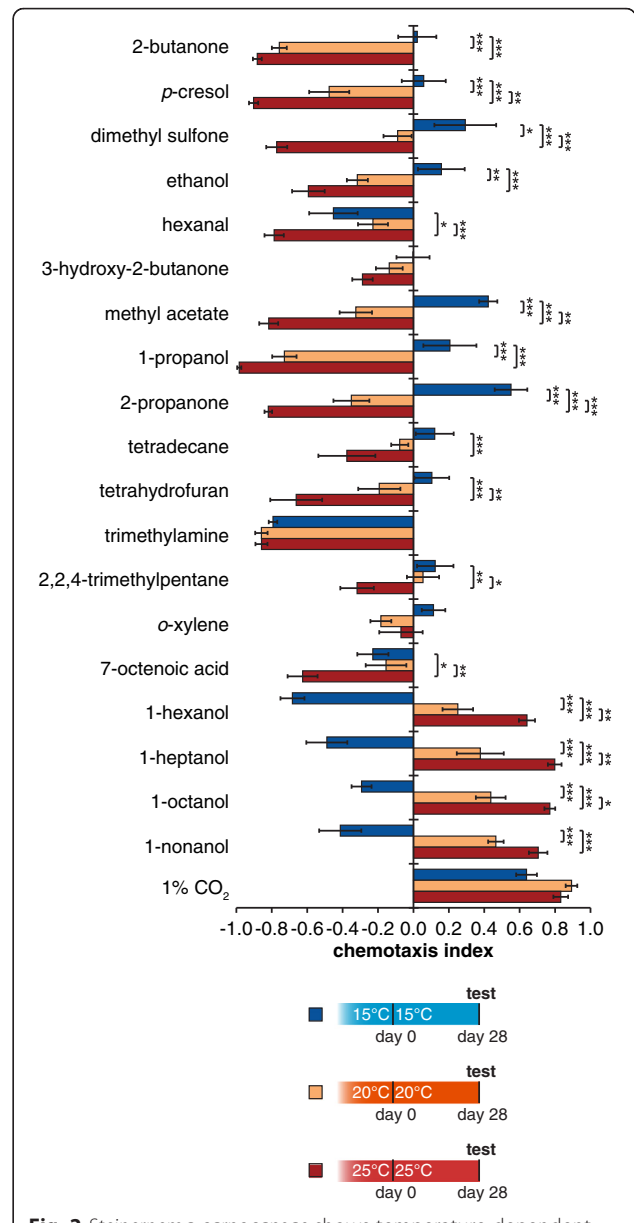 2-butanone
*** ***
p-cresol
*** *** **
dimethyl sulfone
* *** ***
ethanol
** ***
hexanal
* ***
3-hydroxy-2-butanone
methyl acetate
*** *** **
1-propanol
*** ***
2-propanone
*** *** ***
tetradecane
***
tetrahydrofuran
*** **
trimethylamine
2,2,4-trimethylpentane
** *
o-xylene
7-octenoic acid
* **
1-hexanol
*** *** **
1-heptanol
*** *** **
1-octanol
*** *** *
1-nonanol
*** ***
1% CO₂
-1.0 -0.8 -0.6 -0.4 -0.2 0.0 0.2 0.4 0.6 0.8 1.0
chemotaxis index
test
15°C 15°C
day 0 day 28
test
20°C 20°C
day 0 day 28
test
25°C 25°C
day 0 day 28